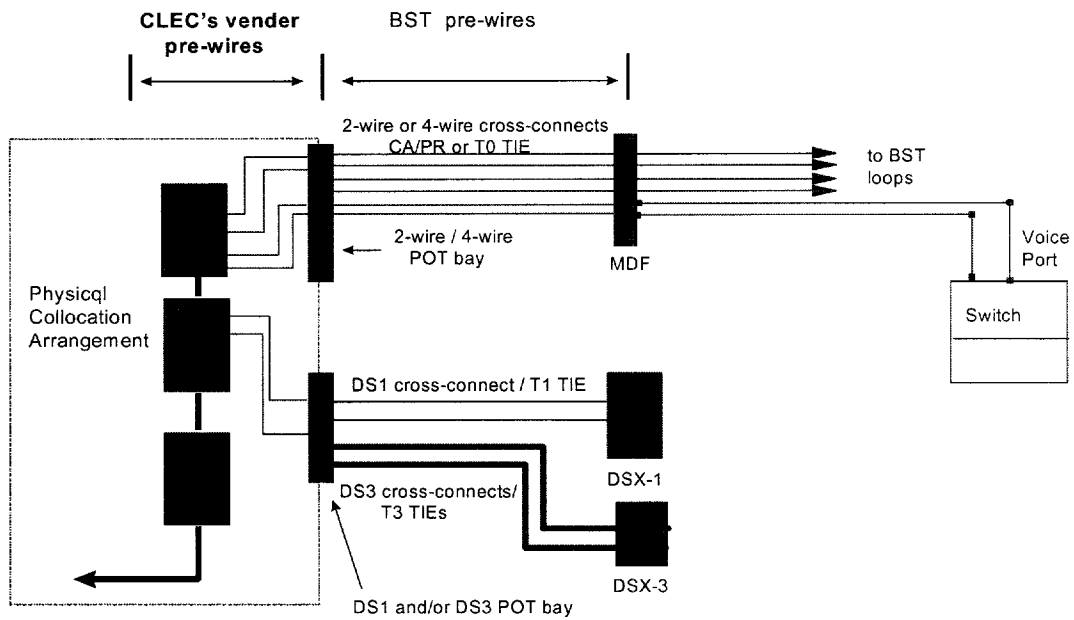 CLEC's vender
pre-wires
BST pre-wires
2-wire or 4-wire cross-connects
CA/PR or T0 TIE
to BST
loops
2-wire / 4-wire
POT bay
MDF
Voice
Port
Switch
Physicql
Collocation
Arrangement
DS1 cross-connect / T1 TIE
DSX-1
DS3 cross-connects/
T3 TIEs
DSX-3
DS1 and/or DS3 POT bay